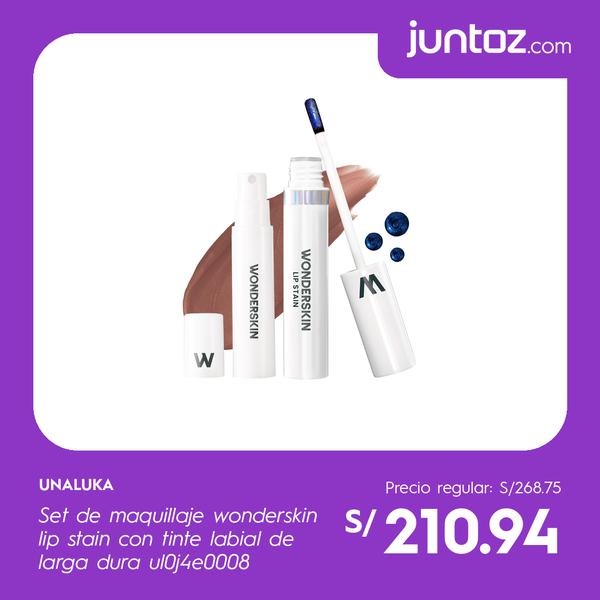 juntoz.com
WONDERSKIN
WONDERSKIN
LIP STAIN
W
W
UNALUKA
Set de maquillaje wonderskin
lip stain con tinte labial de
larga dura ul0j4e0008
Precio regular: S/268.75
S/ 210.94